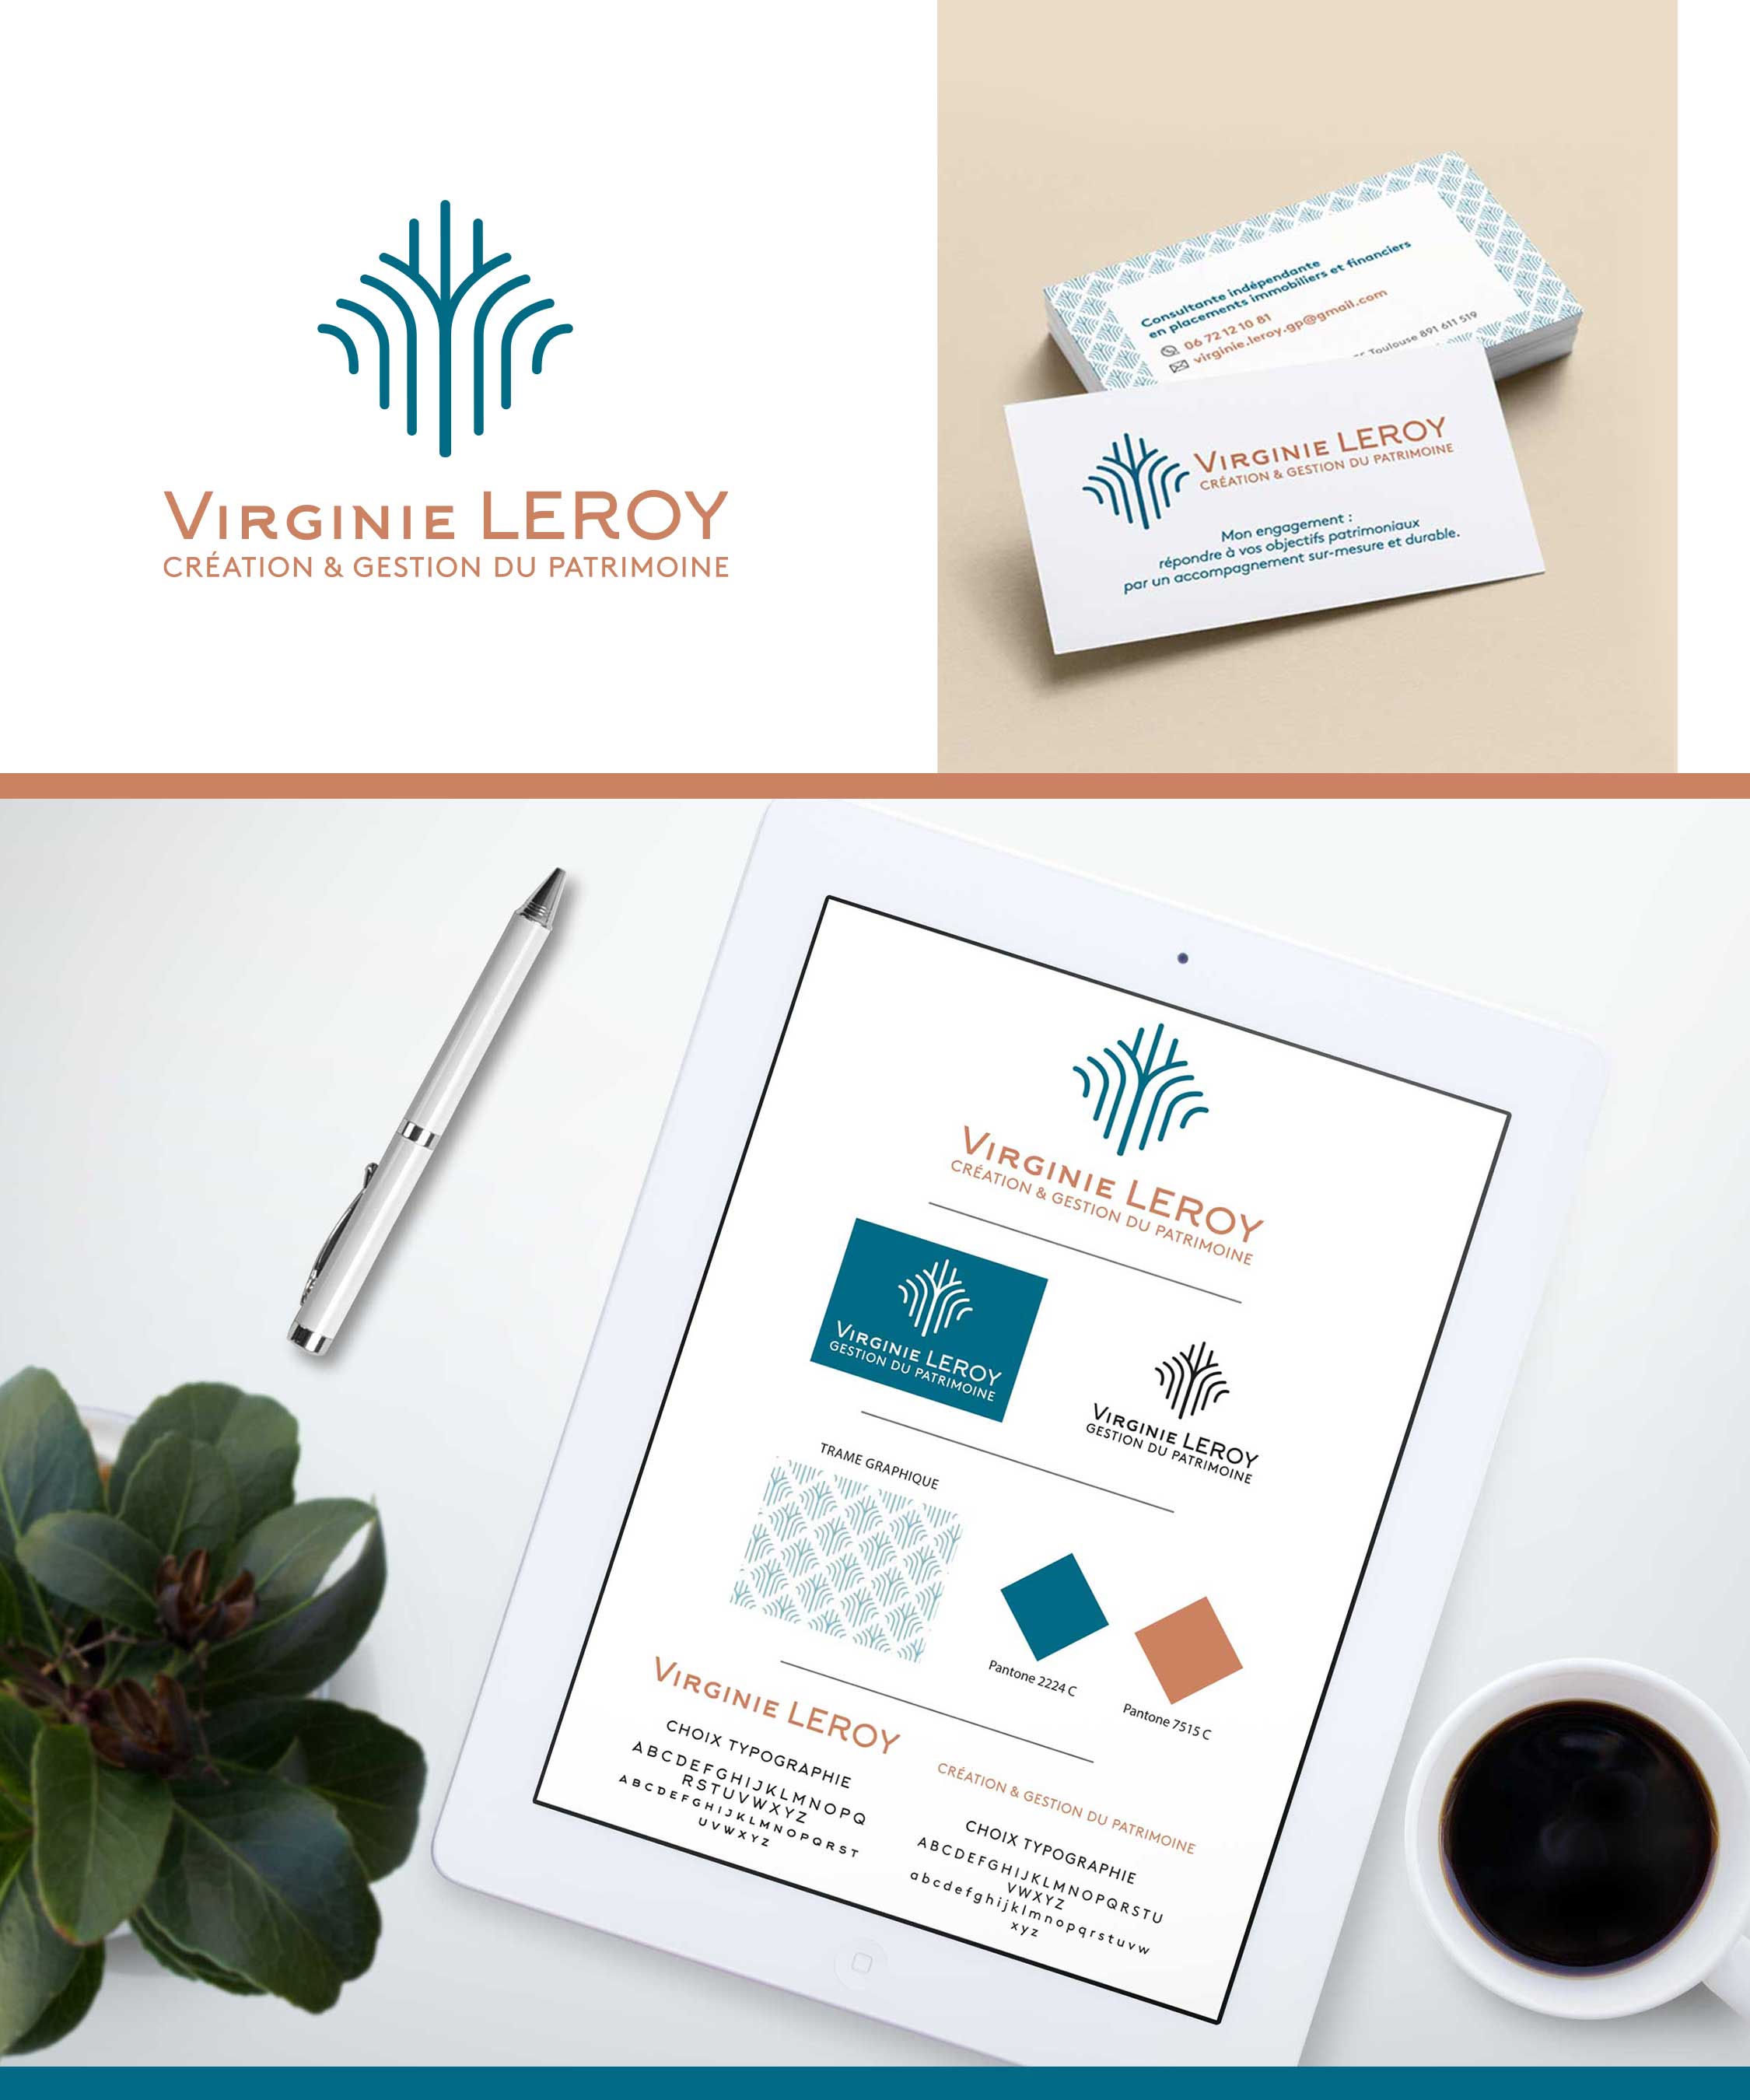 VIRGINIE LEROY
CRÉATION & GESTION DU PATRIMOINE
Consultante indépendante
en placements immobiliers et financiers
06 72 12 10 81
virginie.leroy.gp@gmail.com
Toulouse 891 611 519
VIRGINIE LEROY
CRÉATION & GESTION DU PATRIMOINE
Mon engagement :
répondre à vos objectifs patrimoniaux
par un accompagnement sur-mesure et durable.
VIRGINIE LEROY
CRÉATION & GESTION DU PATRIMOINE
VIRGINIE LEROY
GESTION DU PATRIMOINE
VIRGINIE LEROY
GESTION DU PATRIMOINE
TRAME GRAPHIQUE
Pantone 2224 C
Pantone 7515 C
VIRGINIE LEROY
CHOIX TYPOGRAPHIE
ABCDEFGHIJKLMNOPQ
RSTUVWXYZ
ABCDEFGHIJKLMNOPQRST
UVWXYZ
CRÉATION & GESTION DU PATRIMOINE
CHOIX TYPOGRAPHIE
ABCDEFGHIJKLMNOPQRSTU
VWXYZ
abcdefghijklmnopqrstuvw
xyz